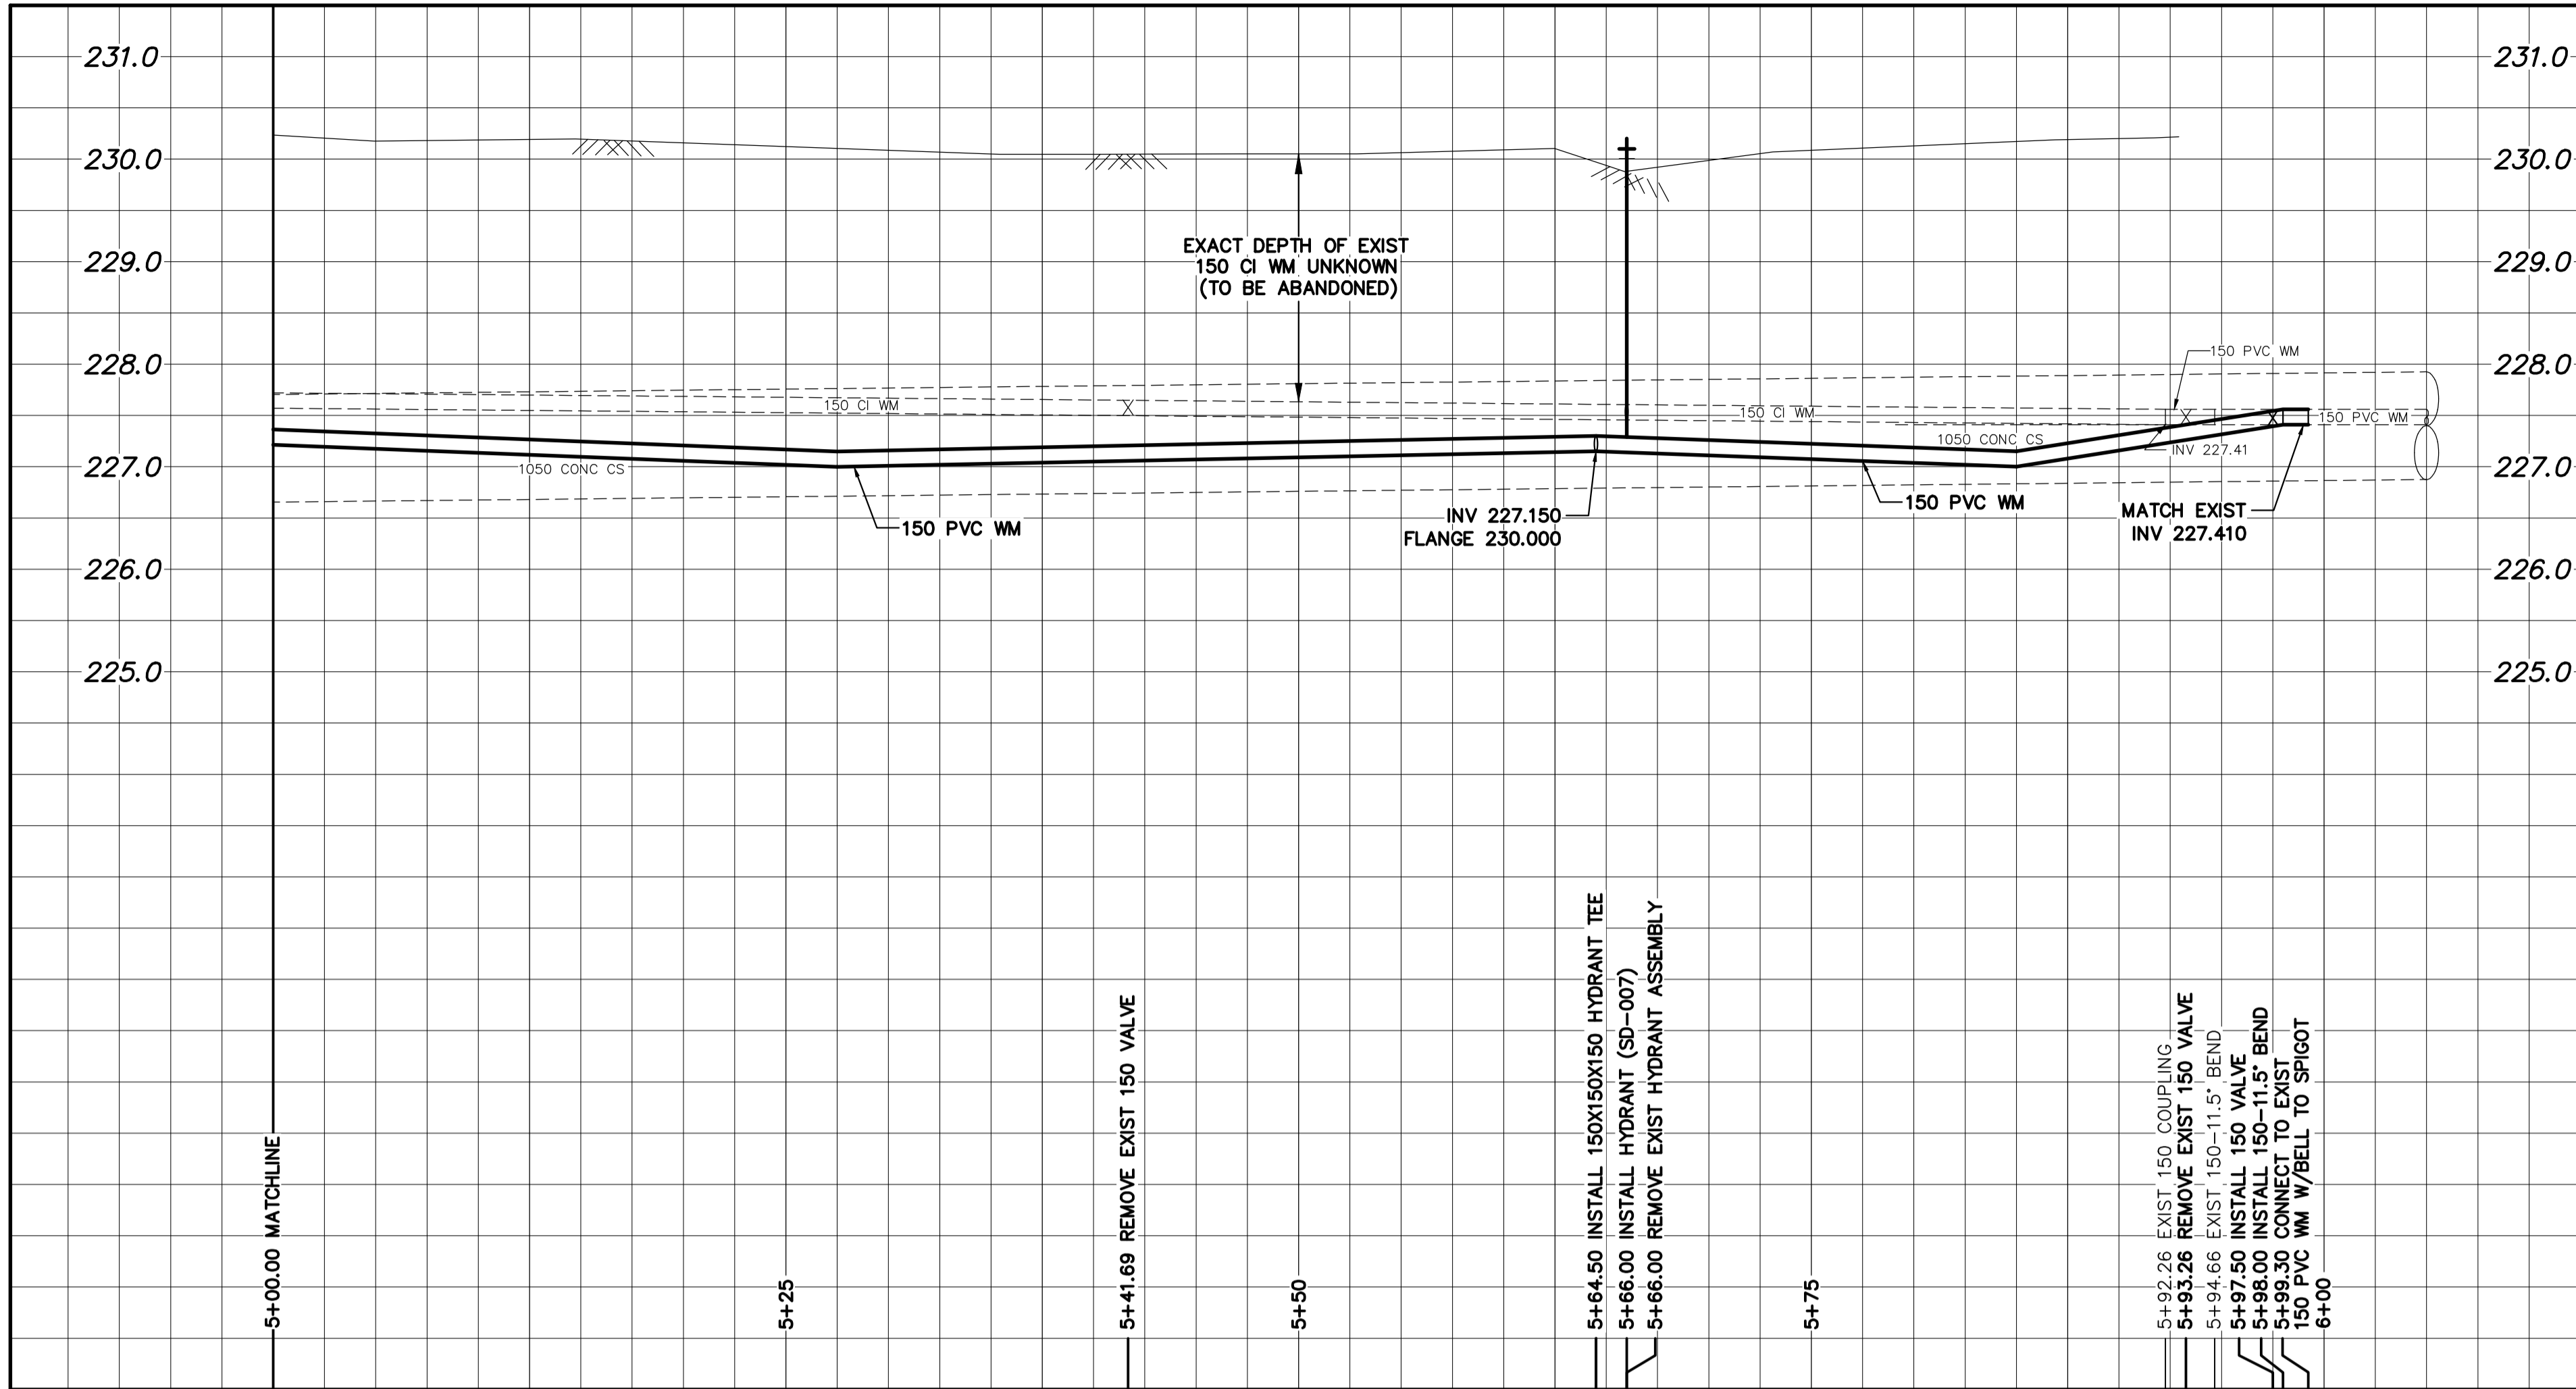 231.0
231.0
230.0
230.0
EXACT DEPTH OF EXIST
150 CI WM UNKNOWN
(TO BE ABANDONED)
229.0
229.0
228.0
228.0
150 PVC WM
150 CI WM
150 CI WM
150 PVC WM
1050 CONC CS
INV 227.41
227.0
1050 CONC CS
227.0
150 PVC WM
150 PVC WM
INV 227.150
FLANGE 230.000
MATCH EXIST
INV 227.410
226.0
226.0
225.0
225.0
5+00.00 MATCHLINE
5+25
5+41.69 REMOVE EXIST 150 VALVE
5+50
5+64.50 INSTALL 150X150X150 HYDRANT TEE
5+66.00 INSTALL HYDRANT (SD-007)
5+66.00 REMOVE EXIST HYDRANT ASSEMBLY
5+75
5+92.26 EXIST 150 COUPLING
5+93.26 REMOVE EXIST 150 VALVE
5+94.66 EXIST 150-11.5° BEND
5+97.50 INSTALL 150 VALVE
5+98.00 INSTALL 150-11.5° BEND
5+99.30 CONNECT TO EXIST
150 PVC WM W/BELL TO SPIGOT
6+00